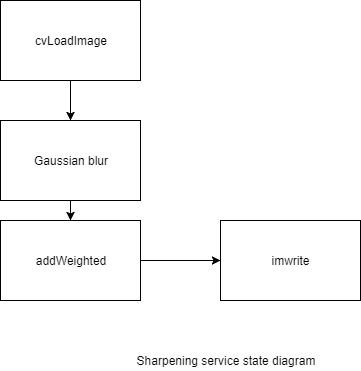 cvLoadImage
Gaussian blur
addWeighted
imwrite
Sharpening service state diagram